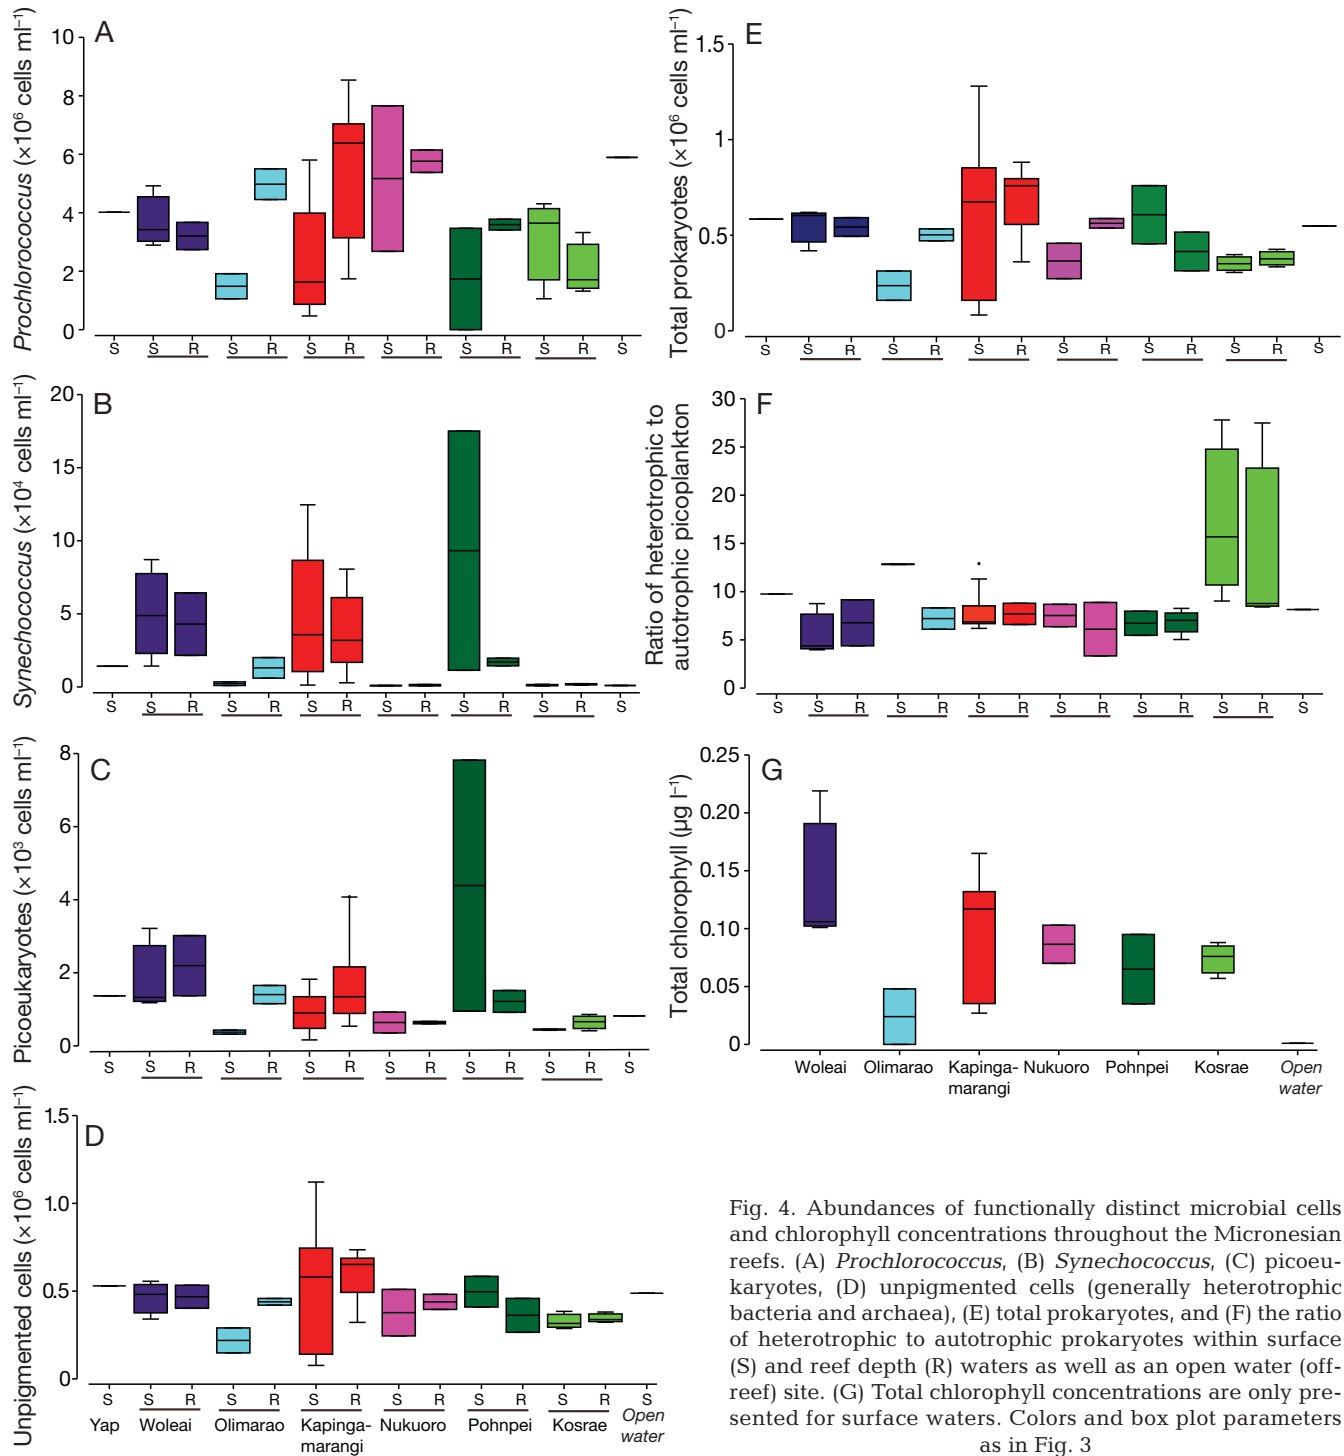 A
Prochlorococcus (×10⁶ cells ml⁻¹)
10
8
6
4
2
0
S S R S R S R S R S R S R S
B
Synechococcus (×10⁴ cells ml⁻¹)
20
15
10
5
0
S S R S R S R S R S R S R S
C
Picoeukaryotes (×10³ cells ml⁻¹)
8
6
4
2
0
S S R S R S R S R S R S R S
D
Unpigmented cells (×10⁶ cells ml⁻¹)
1.5
1.0
0.5
0
S S R S R S R S R S R S R S
Yap Woleai Olimarao Kapinga- Nukuoro Pohnpei Kosrae Open
marangi water
E
Total prokaryotes (×10⁶ cells ml⁻¹)
1.5
1
0.5
0
S S R S R S R S R S R S R S
F
Ratio of heterotrophic to
autotrophic picoplankton
30
25
20
15
10
5
0
S S R S R S R S R S R S R S
G
Total chlorophyll (µg l⁻¹)
0.25
0.20
0.15
0.10
0.05
0
Woleai Olimarao Kapinga- Nukuoro Pohnpei Kosrae Open
marangi water
Fig. 4. Abundances of functionally distinct microbial cells
and chlorophyll concentrations throughout the Micronesian
reefs. (A) Prochlorococcus, (B) Synechococcus, (C) picoeu-
karyotes, (D) unpigmented cells (generally heterotrophic
bacteria and archaea), (E) total prokaryotes, and (F) the ratio
of heterotrophic to autotrophic prokaryotes within surface
(S) and reef depth (R) waters as well as an open water (off-
reef) site. (G) Total chlorophyll concentrations are only pre-
sented for surface waters. Colors and box plot parameters
as in Fig. 3